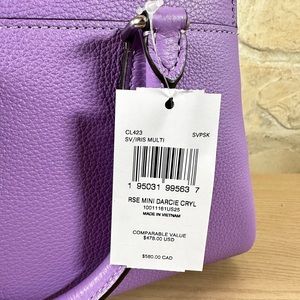 CL423 SVPSK
SV/IRIS MULTI
1 95031 99563 7
RSE MINI DARCIE CRYL
10011161US25
MADE IN VIETNAM
COMPARABLE VALUE
$478.00 USD
$580.00 CAD